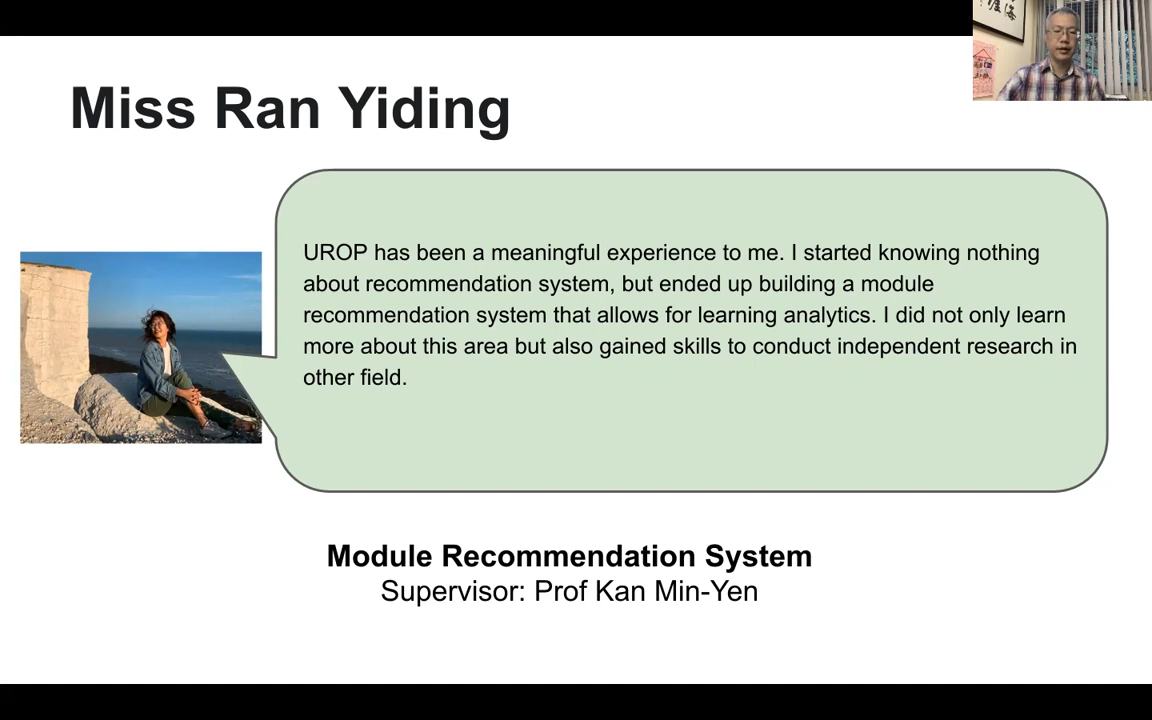 Miss Ran Yiding
UROP has been a meaningful experience to me. I started knowing nothing
about recommendation system, but ended up building a module
recommendation system that allows for learning analytics. I did not only learn
more about this area but also gained skills to conduct independent research in
other field.
Module Recommendation System
Supervisor: Prof Kan Min-Yen